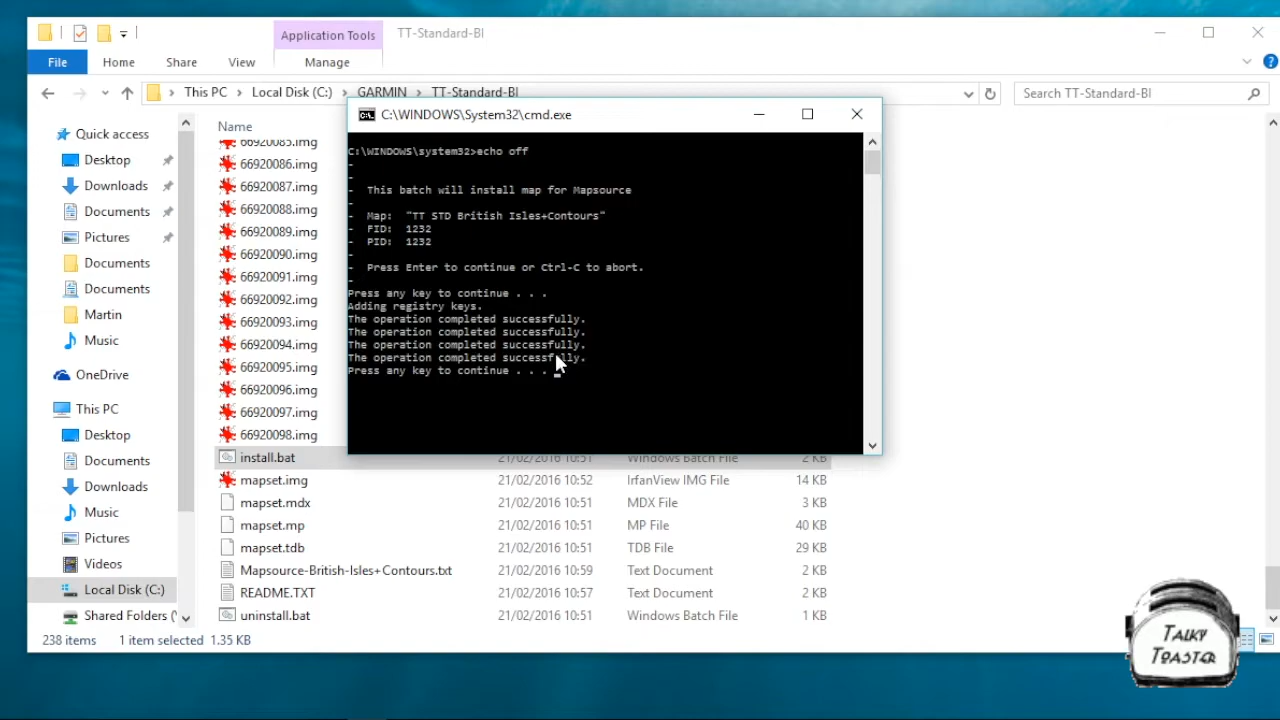 Application Tools
TT-Standard-BI
File
Home
Share
View
Manage
This PC
Local Disk (C:)
GARMIN
TT-Standard-BI
Search TT-Standard-BI
Quick access
Desktop
Downloads
Documents
Pictures
Documents
Documents
Martin
Music
OneDrive
This PC
Desktop
Documents
Downloads
Music
Pictures
Videos
Local Disk (C:)
Shared Folders (
Name
66920085.img
66920086.img
66920087.img
66920088.img
66920089.img
66920090.img
66920091.img
66920092.img
66920093.img
66920094.img
66920095.img
66920096.img
66920097.img
66920098.img
install.bat 21/02/2016 10:51 Windows Batch File 2 KB
mapset.img 21/02/2016 10:52 IrfanView IMG File 14 KB
mapset.mdx 21/02/2016 10:51 MDX File 3 KB
mapset.mp 21/02/2016 10:51 MP File 40 KB
mapset.tdb 21/02/2016 10:51 TDB File 29 KB
Mapsource-British-Isles+Contours.txt 21/02/2016 10:59 Text Document 2 KB
README.TXT 21/02/2016 10:51 Text Document 2 KB
uninstall.bat 21/02/2016 10:51 Windows Batch File 1 KB
C:\WINDOWS\System32\cmd.exe
C:\WINDOWS\system32>echo off
-
-
- This batch will install map for Mapsource
-
- Map: "TT STD British Isles+Contours"
- FID: 1232
- PID: 1232
-
- Press Enter to continue or Ctrl-C to abort.
-
Press any key to continue . . .
Adding registry keys.
The operation completed successfully.
The operation completed successfully.
The operation completed successfully.
The operation completed successfully.
Press any key to continue . . .
238 items 1 item selected 1.35 KB
TALKY
TOASTER